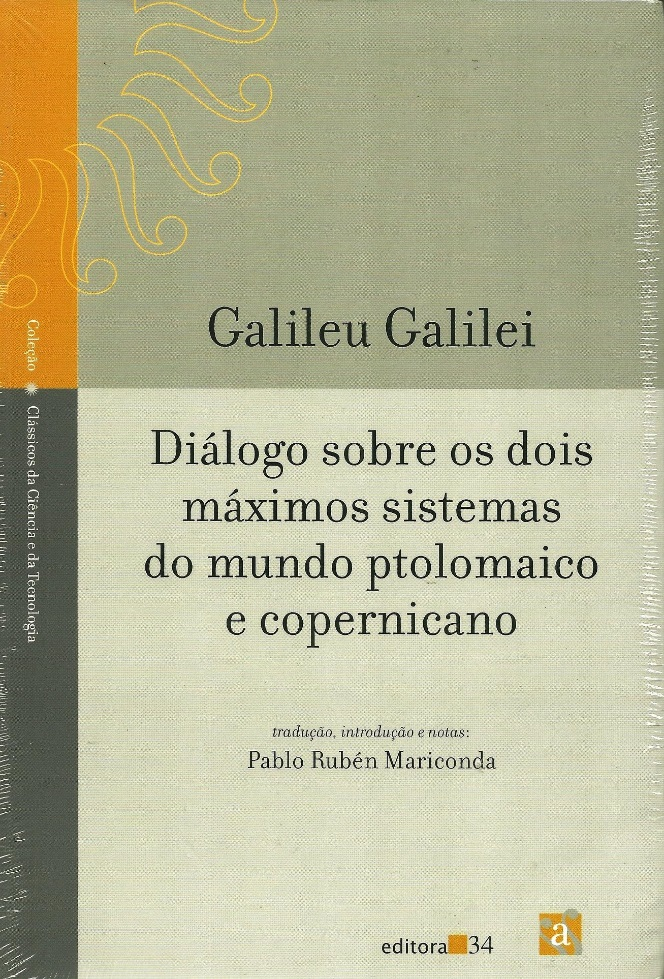 Galileu Galilei
Diálogo sobre os dois
máximos sistemas
do mundo ptolomaico
e copernicano
tradução, introdução e notas:
Pablo Rubén Mariconda
editora 34
a
Coleção Clássicos da Ciência e da Tecnologia